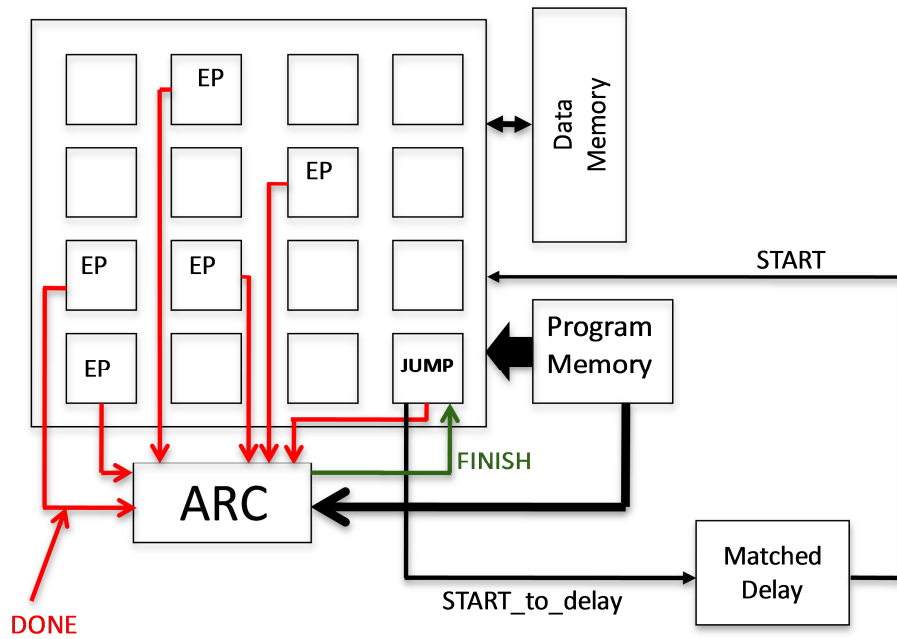 EP
Data
Memory
EP
EP
EP
START
Program
Memory
EP
JUMP
FINISH
ARC
Matched
Delay
START_to_delay
DONE